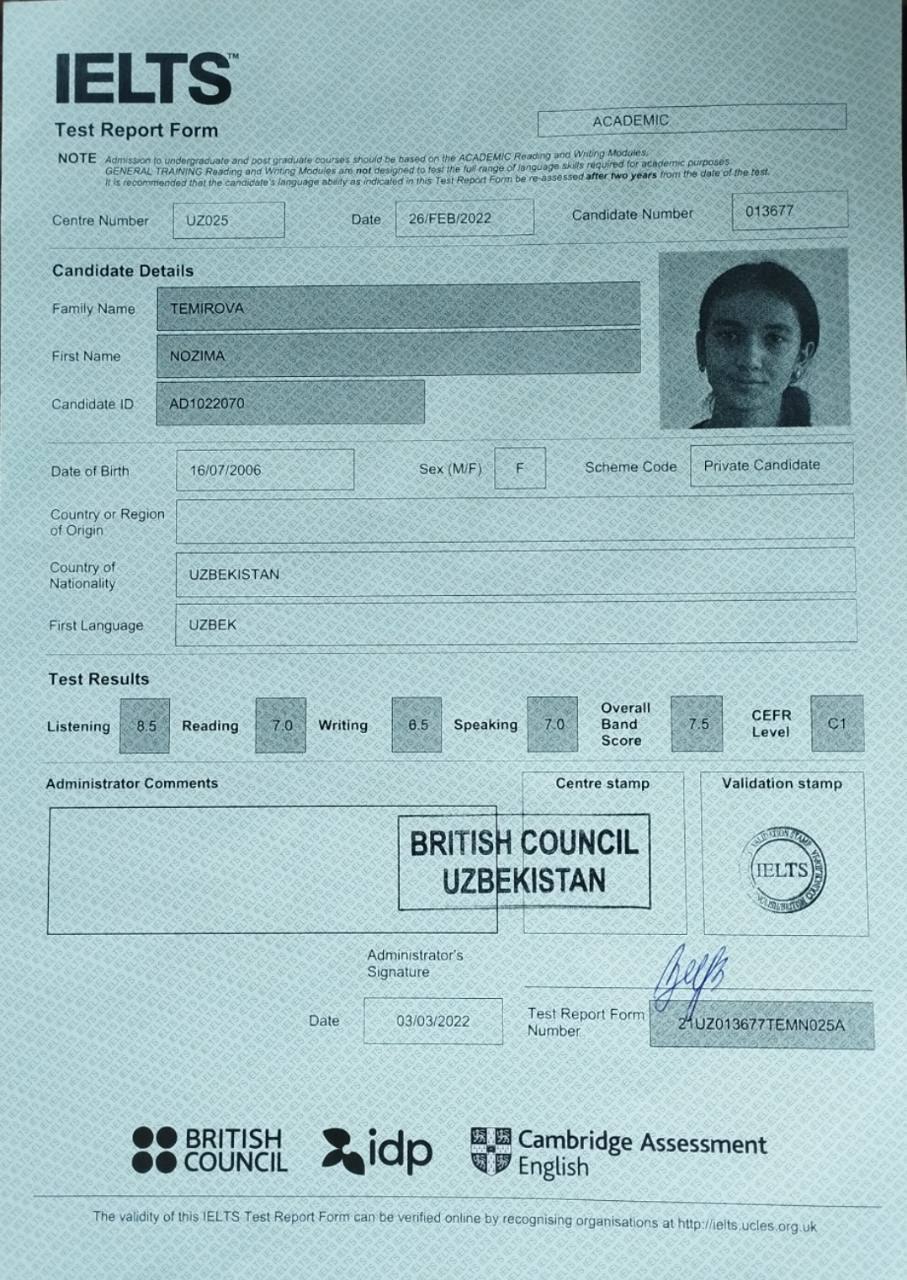 IELTS™
Test Report Form
ACADEMIC
NOTE Admission to undergraduate and post graduate courses should be based on the ACADEMIC Reading and Writing Modules.
GENERAL TRAINING Reading and Writing Modules are not designed to test the full range of language skills required for academic purposes.
It is recommended that the candidate's language ability as indicated in this Test Report Form be re-assessed after two years from the date of the test.
Centre Number UZ025 Date 26/FEB/2022 Candidate Number 013677
Candidate Details
Family Name TEMIROVA
First Name NOZIMA
Candidate ID AD1022070
Date of Birth 16/07/2006 Sex (M/F) F Scheme Code Private Candidate
Country or Region
of Origin
Country of
Nationality UZBEKISTAN
First Language UZBEK
Test Results
Listening 8.5 Reading 7.0 Writing 6.5 Speaking 7.0 Overall Band Score 7.5 CEFR Level C1
Administrator Comments Centre stamp Validation stamp
BRITISH COUNCIL
UZBEKISTAN
IELTS
Administrator's
Signature
Date 03/03/2022 Test Report Form
Number 21UZ013677TEMN025A
BRITISH
COUNCIL
idp
Cambridge Assessment
English
The validity of this IELTS Test Report Form can be verified online by recognising organisations at http://ielts.ucles.org.uk